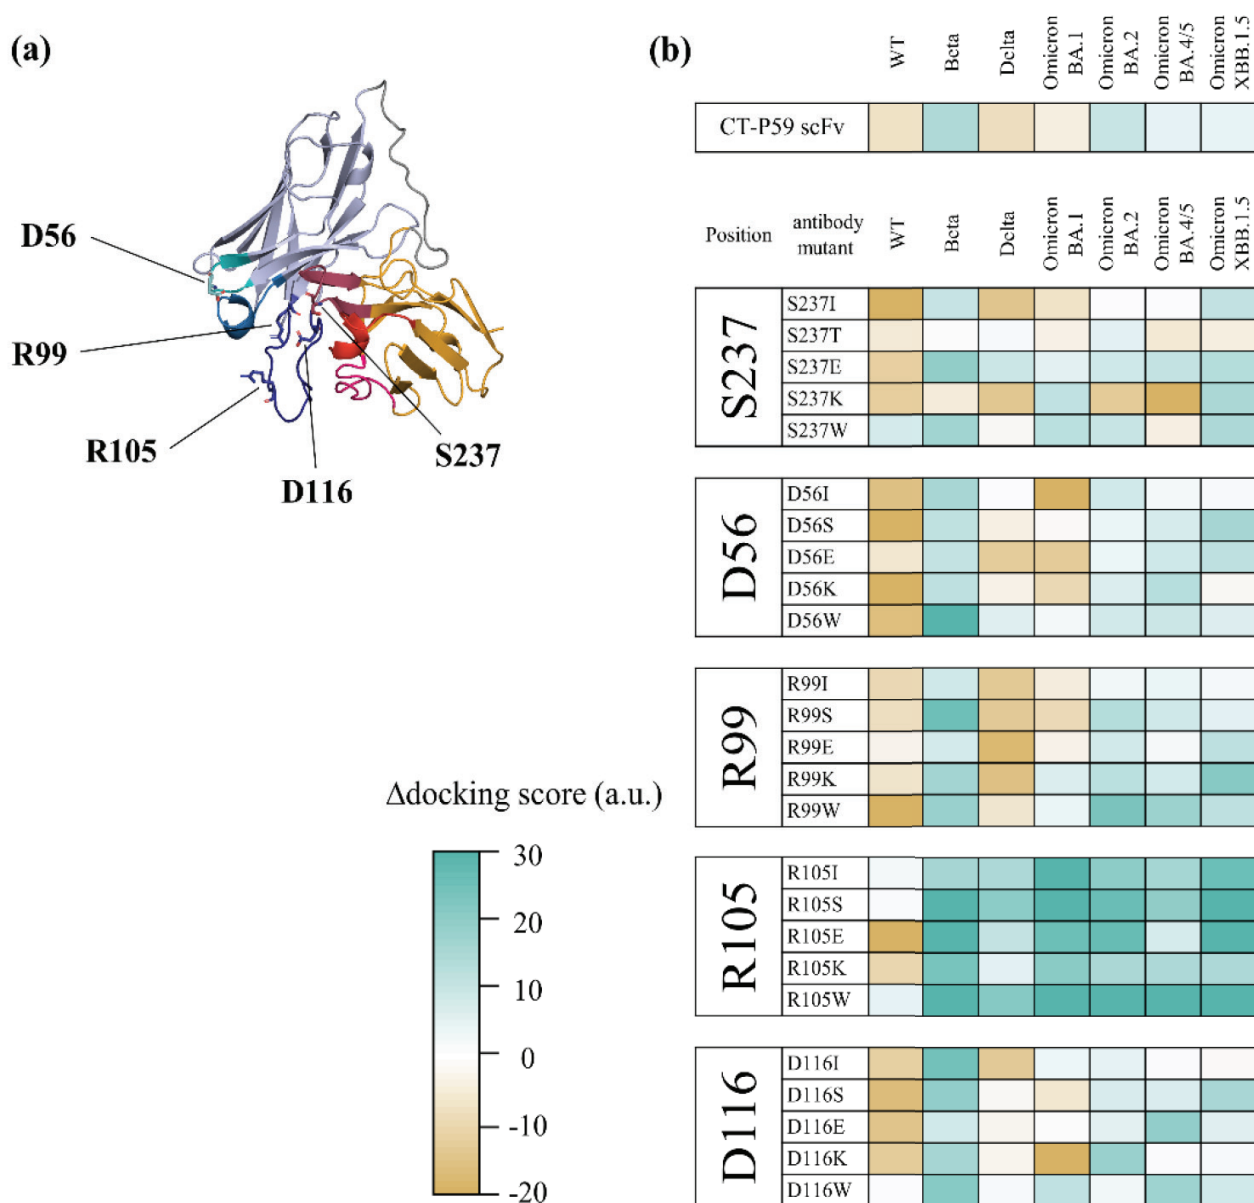 (a)
D56
R99
R105
D116
S237
Δdocking score (a.u.)
30
20
10
0
-10
-20
(b)
WT
Beta
Delta
Omicron
BA.1
Omicron
BA.2
Omicron
BA.4/5
Omicron
XBB.1.5
CT-P59 scFv
Position
antibody
mutant
WT
Beta
Delta
Omicron
BA.1
Omicron
BA.2
Omicron
BA.4/5
Omicron
XBB.1.5
S237
S237I
S237T
S237E
S237K
S237W
D56
D56I
D56S
D56E
D56K
D56W
R99
R99I
R99S
R99E
R99K
R99W
R105
R105I
R105S
R105E
R105K
R105W
D116
D116I
D116S
D116E
D116K
D116W